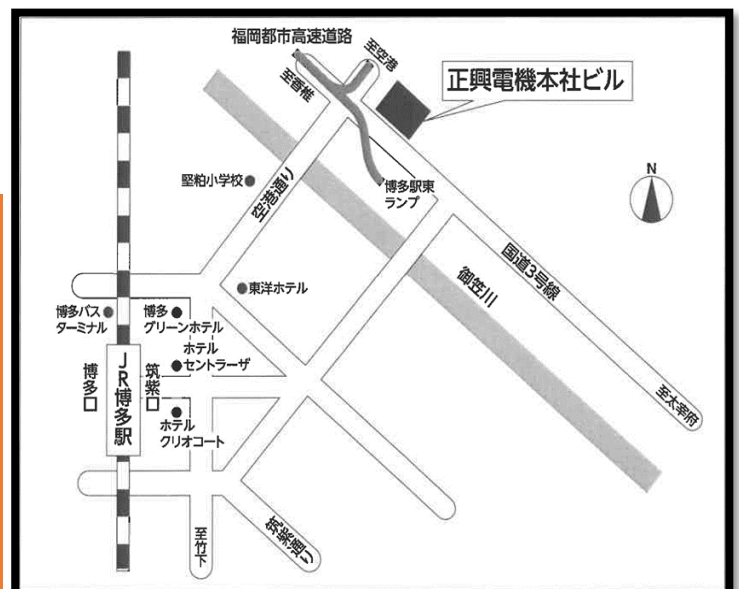 福岡都市高速道路
至空港
至香椎
正興電機本社ビル
堅粕小学校
空港通り
博多駅東
ランプ
N
国道3号線
御笠川
東洋ホテル
博多バス
ターミナル
博多
グリーンホテル
ホテル
セントラーザ
博多口
JR博多駅
筑紫口
ホテル
クリオコート
至太宰府
至竹下
筑紫通り